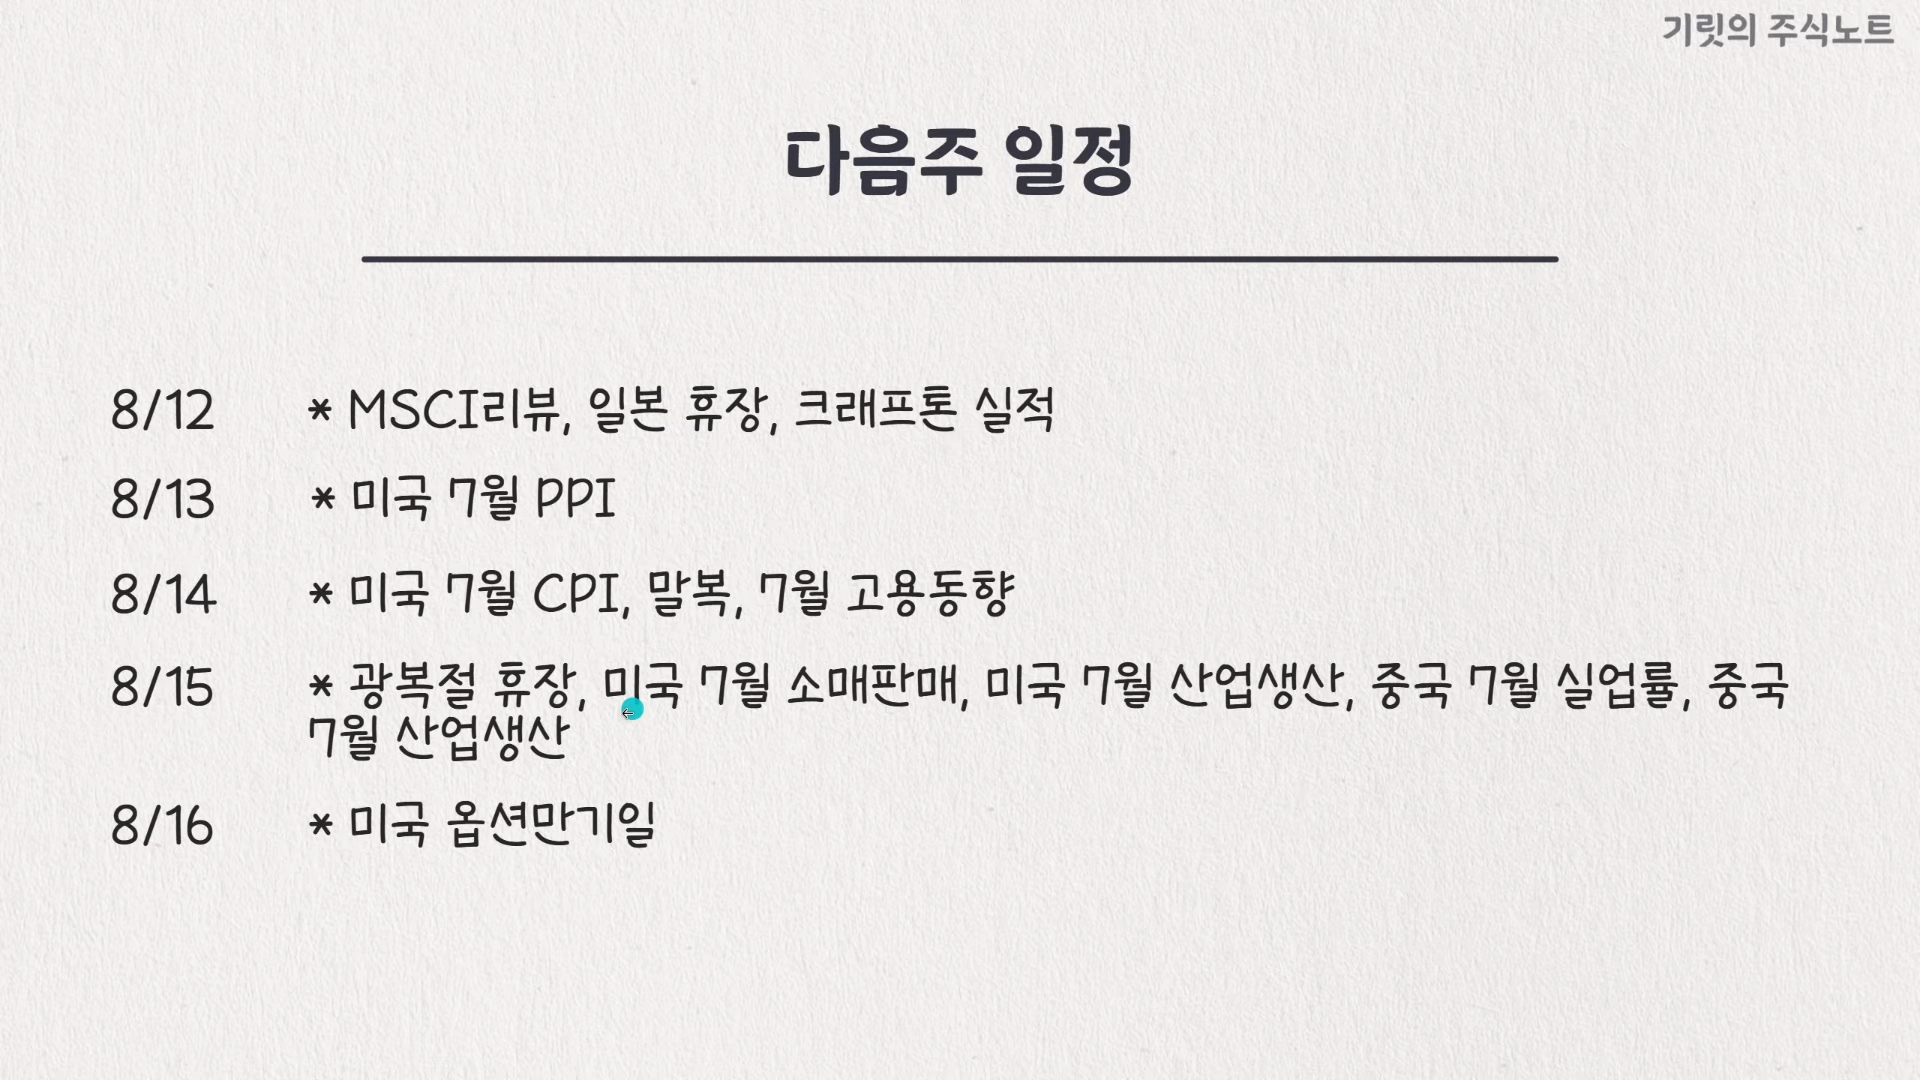 기릿의 주식노트
다음주 일정
8/12 * MSCI리뷰, 일본 휴장, 크래프톤 실적
8/13 * 미국 7월 PPI
8/14 * 미국 7월 CPI, 말복, 7월 고용동향
8/15 * 광복절 휴장, 미국 7월 소매판매, 미국 7월 산업생산, 중국 7월 실업률, 중국
7월 산업생산
8/16 * 미국 옵션만기일